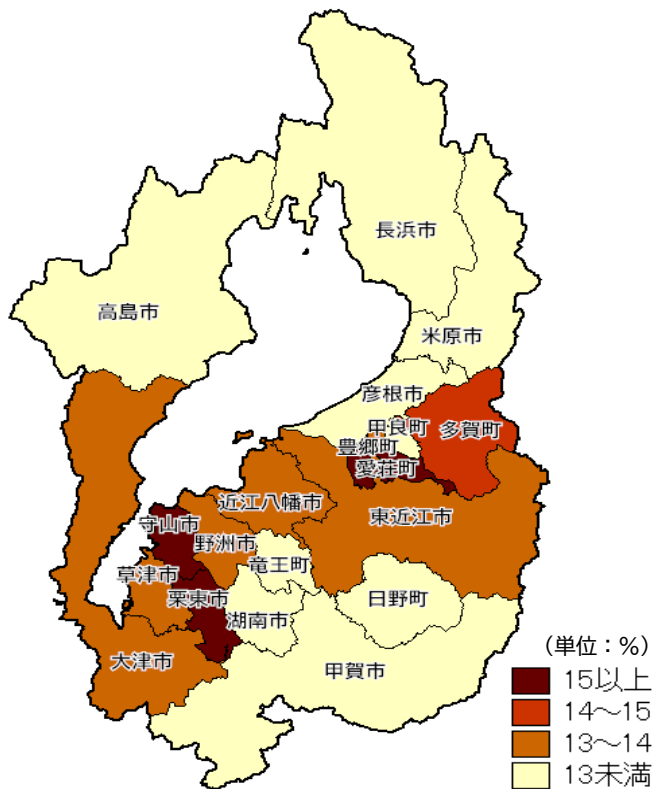 長浜市
高島市
米原市
彦根市
甲良町
多賀町
豊郷町
愛荘町
近江八幡市
東近江市
守山市
野洲市
竜王町
草津市
栗東市
日野町
湖南市
大津市
甲賀市
(単位:%)
15以上
14~15
13~14
13未満